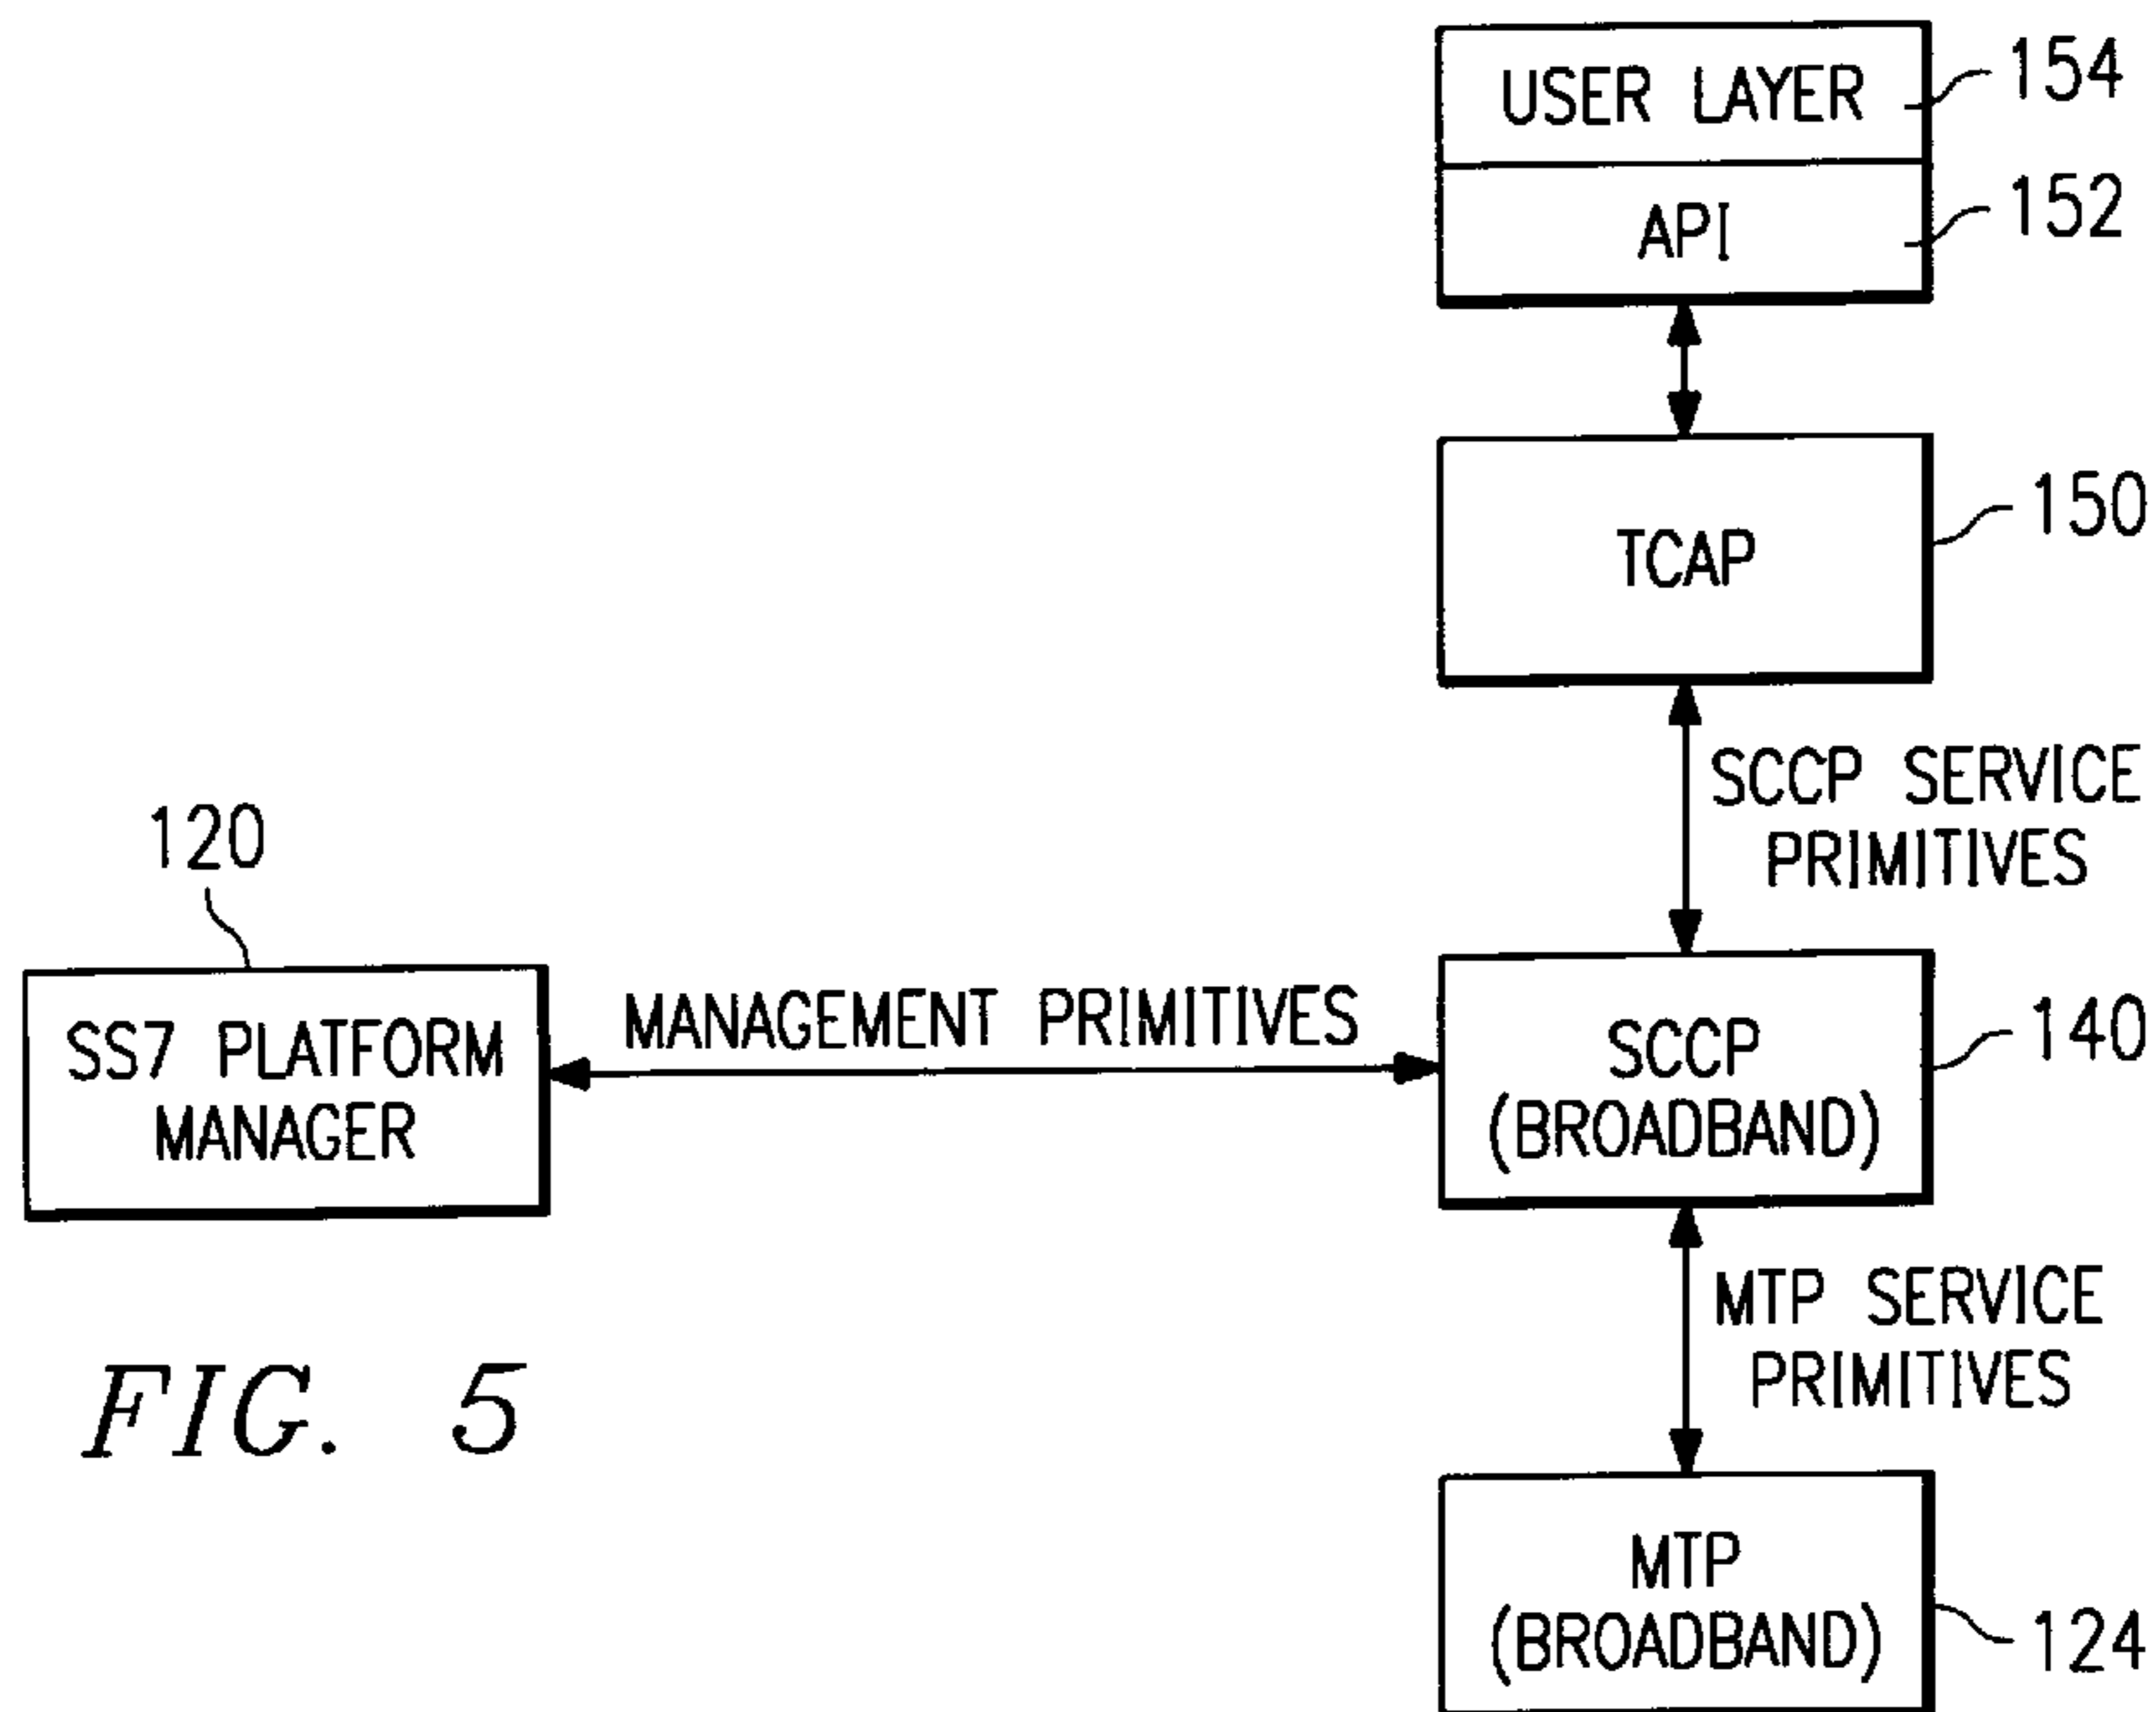 USER LAYER
154
API
152
TCAP
150
SCCP SERVICE
PRIMITIVES
120
SS7 PLATFORM
MANAGER
MANAGEMENT PRIMITIVES
SCCP
(BROADBAND)
140
MTP SERVICE
PRIMITIVES
FIG. 5
MTP
(BROADBAND)
124